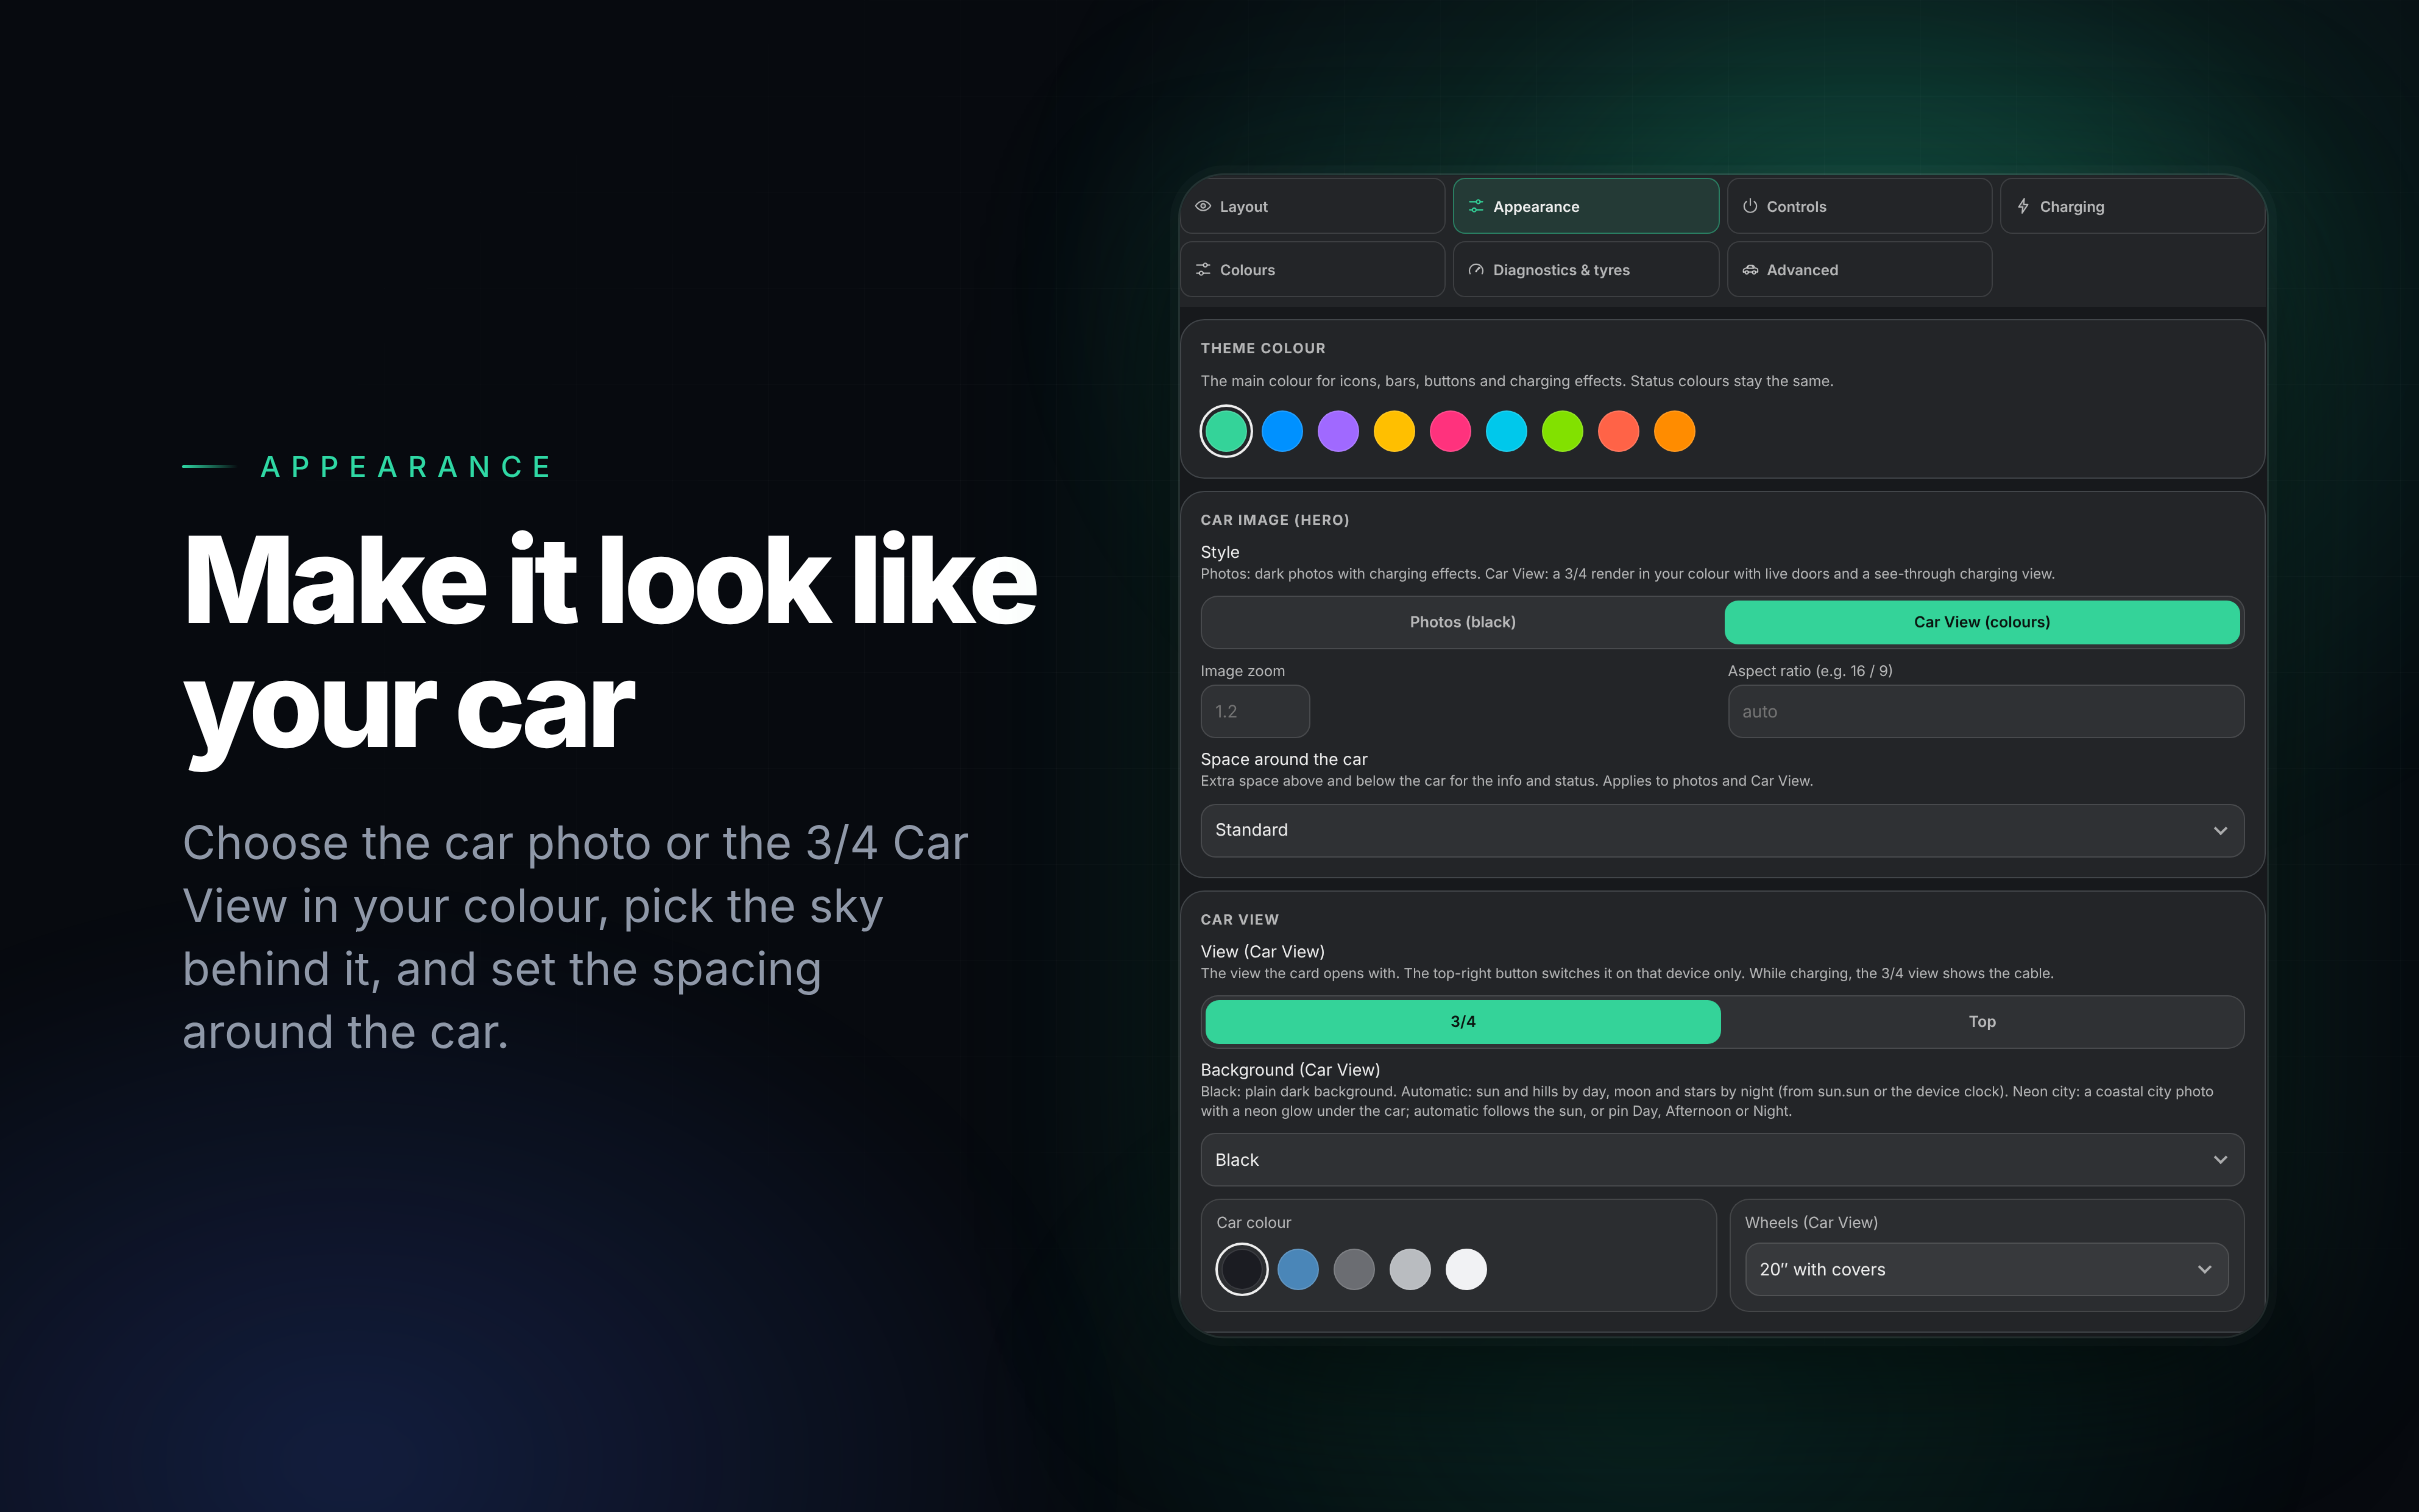 APPEARANCE
Make it look like
your car
Choose the car photo or the 3/4 Car
View in your colour, pick the sky
behind it, and set the spacing
around the car.
Layout
Appearance
Controls
Charging
Colours
Diagnostics & tyres
Advanced
THEME COLOUR
The main colour for icons, bars, buttons and charging effects. Status colours stay the same.
CAR IMAGE (HERO)
Style
Photos: dark photos with charging effects. Car View: a 3/4 render in your colour with live doors and a see-through charging view.
Photos (black)
Car View (colours)
Image zoom
Aspect ratio (e.g. 16 / 9)
1.2
auto
Space around the car
Extra space above and below the car for the info and status. Applies to photos and Car View.
Standard
CAR VIEW
View (Car View)
The view the card opens with. The top-right button switches it on that device only. While charging, the 3/4 view shows the cable.
3/4
Top
Background (Car View)
Black: plain dark background. Automatic: sun and hills by day, moon and stars by night (from sun.sun or the device clock). Neon city: a coastal city photo
with a neon glow under the car; automatic follows the sun, or pin Day, Afternoon or Night.
Black
Car colour
Wheels (Car View)
20″ with covers